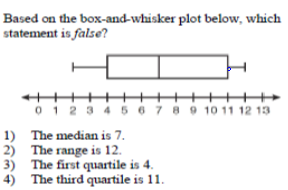 Based on the box-and-whisker plot below, which
statement is false?
0 1 2 3 4 5 6 7 8 9 10 11 12 13
1) The median is 7.
2) The range is 12.
3) The first quartile is 4.
4) The third quartile is 11.